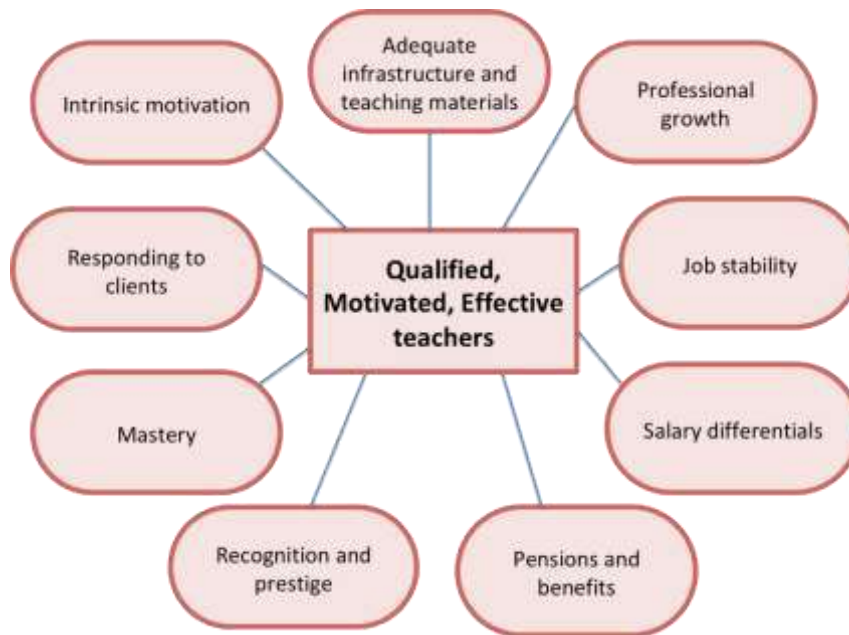 Adequate
infrastructure and
teaching materials
Intrinsic motivation
Professional
growth
Responding to
clients
Qualified,
Motivated, Effective
teachers
Job stability
Mastery
Salary differentials
Recognition and
prestige
Pensions and
benefits